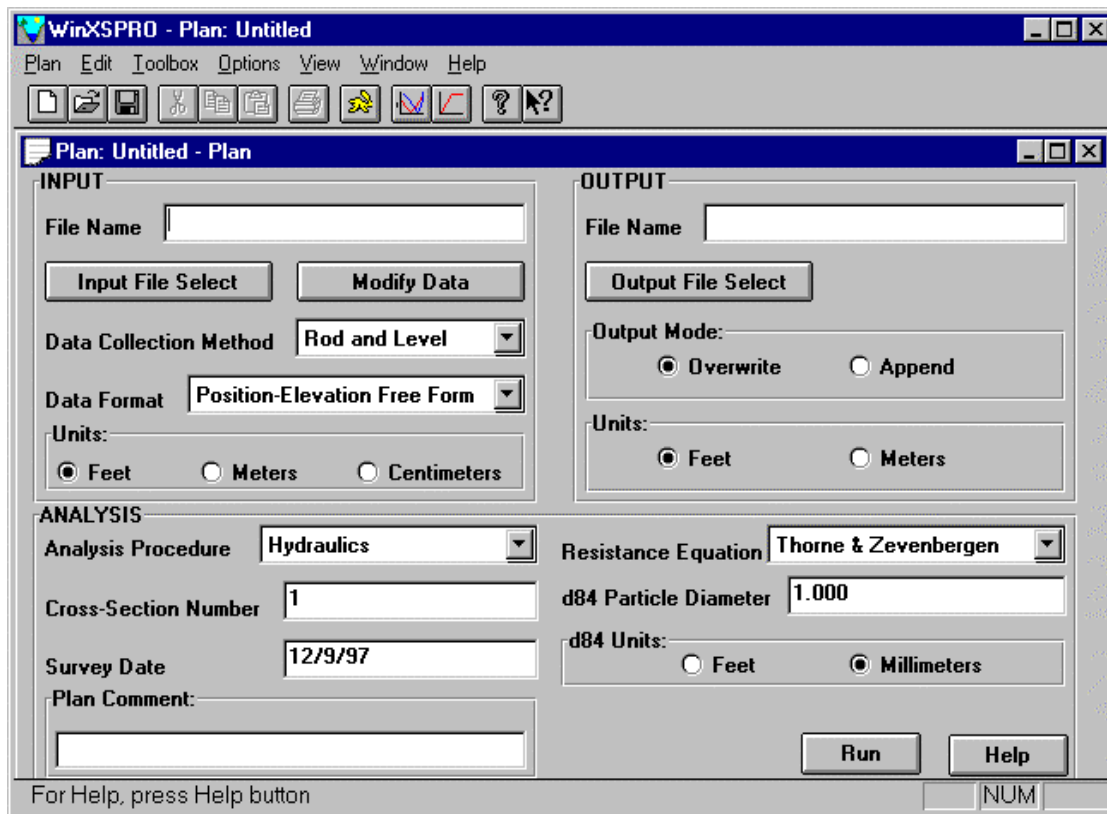 WinXSPRO - Plan: Untitled
Plan Edit Toolbox Options View Window Help
Plan: Untitled - Plan
INPUT
File Name
Input File Select Modify Data
Data Collection Method Rod and Level
Data Format Position-Elevation Free Form
Units:
Feet Meters Centimeters
OUTPUT
File Name
Output File Select
Output Mode:
Overwrite Append
Units:
Feet Meters
ANALYSIS
Analysis Procedure Hydraulics
Cross-Section Number 1
Survey Date 12/9/97
Plan Comment:
Resistance Equation Thorne & Zevenbergen
d84 Particle Diameter 1.000
d84 Units:
Feet Millimeters
Run Help
For Help, press Help button NUM